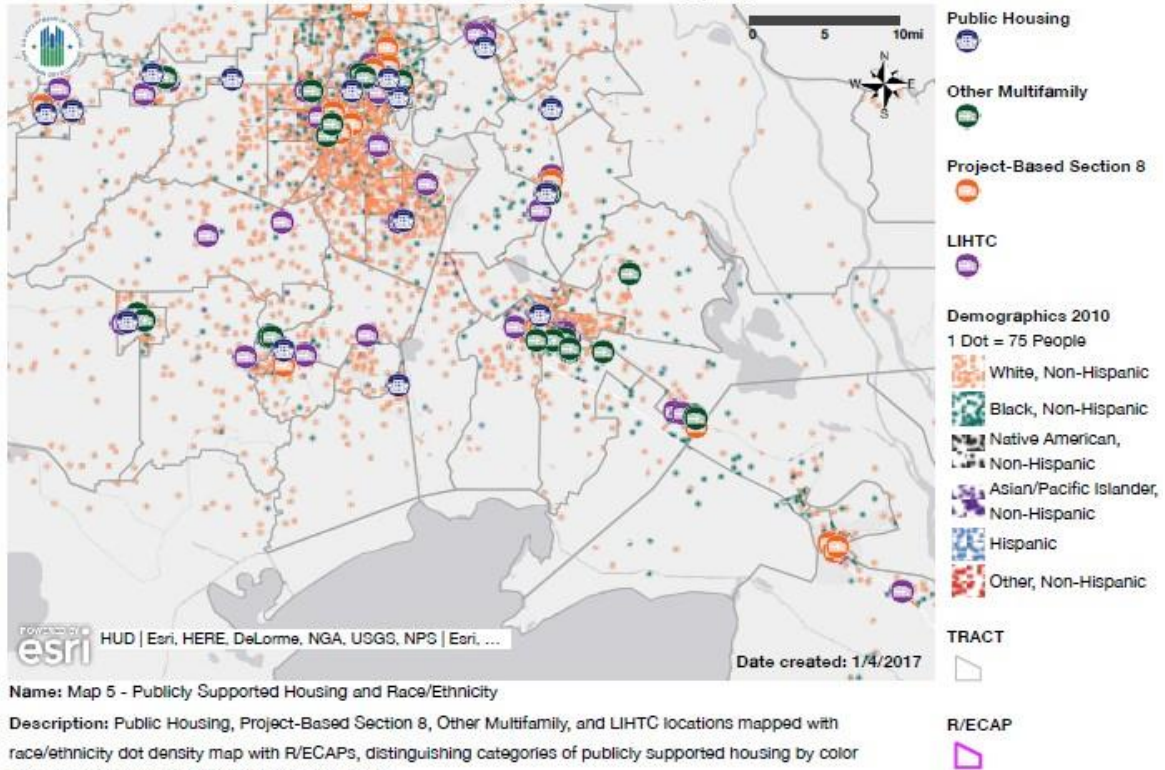 0 5 10mi
N
W E
S
Public Housing
Other Multifamily
Project-Based Section 8
LIHTC
Demographics 2010
1 Dot = 75 People
White, Non-Hispanic
Black, Non-Hispanic
Native American,
Non-Hispanic
Asian/Pacific Islander,
Non-Hispanic
Hispanic
Other, Non-Hispanic
TRACT
R/ECAP
POWERED BY
esri
HUD | Esri, HERE, DeLorme, NGA, USGS, NPS | Esri, ...
Date created: 1/4/2017
Name: Map 5 - Publicly Supported Housing and Race/Ethnicity
Description: Public Housing, Project-Based Section 8, Other Multifamily, and LIHTC locations mapped with
race/ethnicity dot density map with R/ECAPs, distinguishing categories of publicly supported housing by color